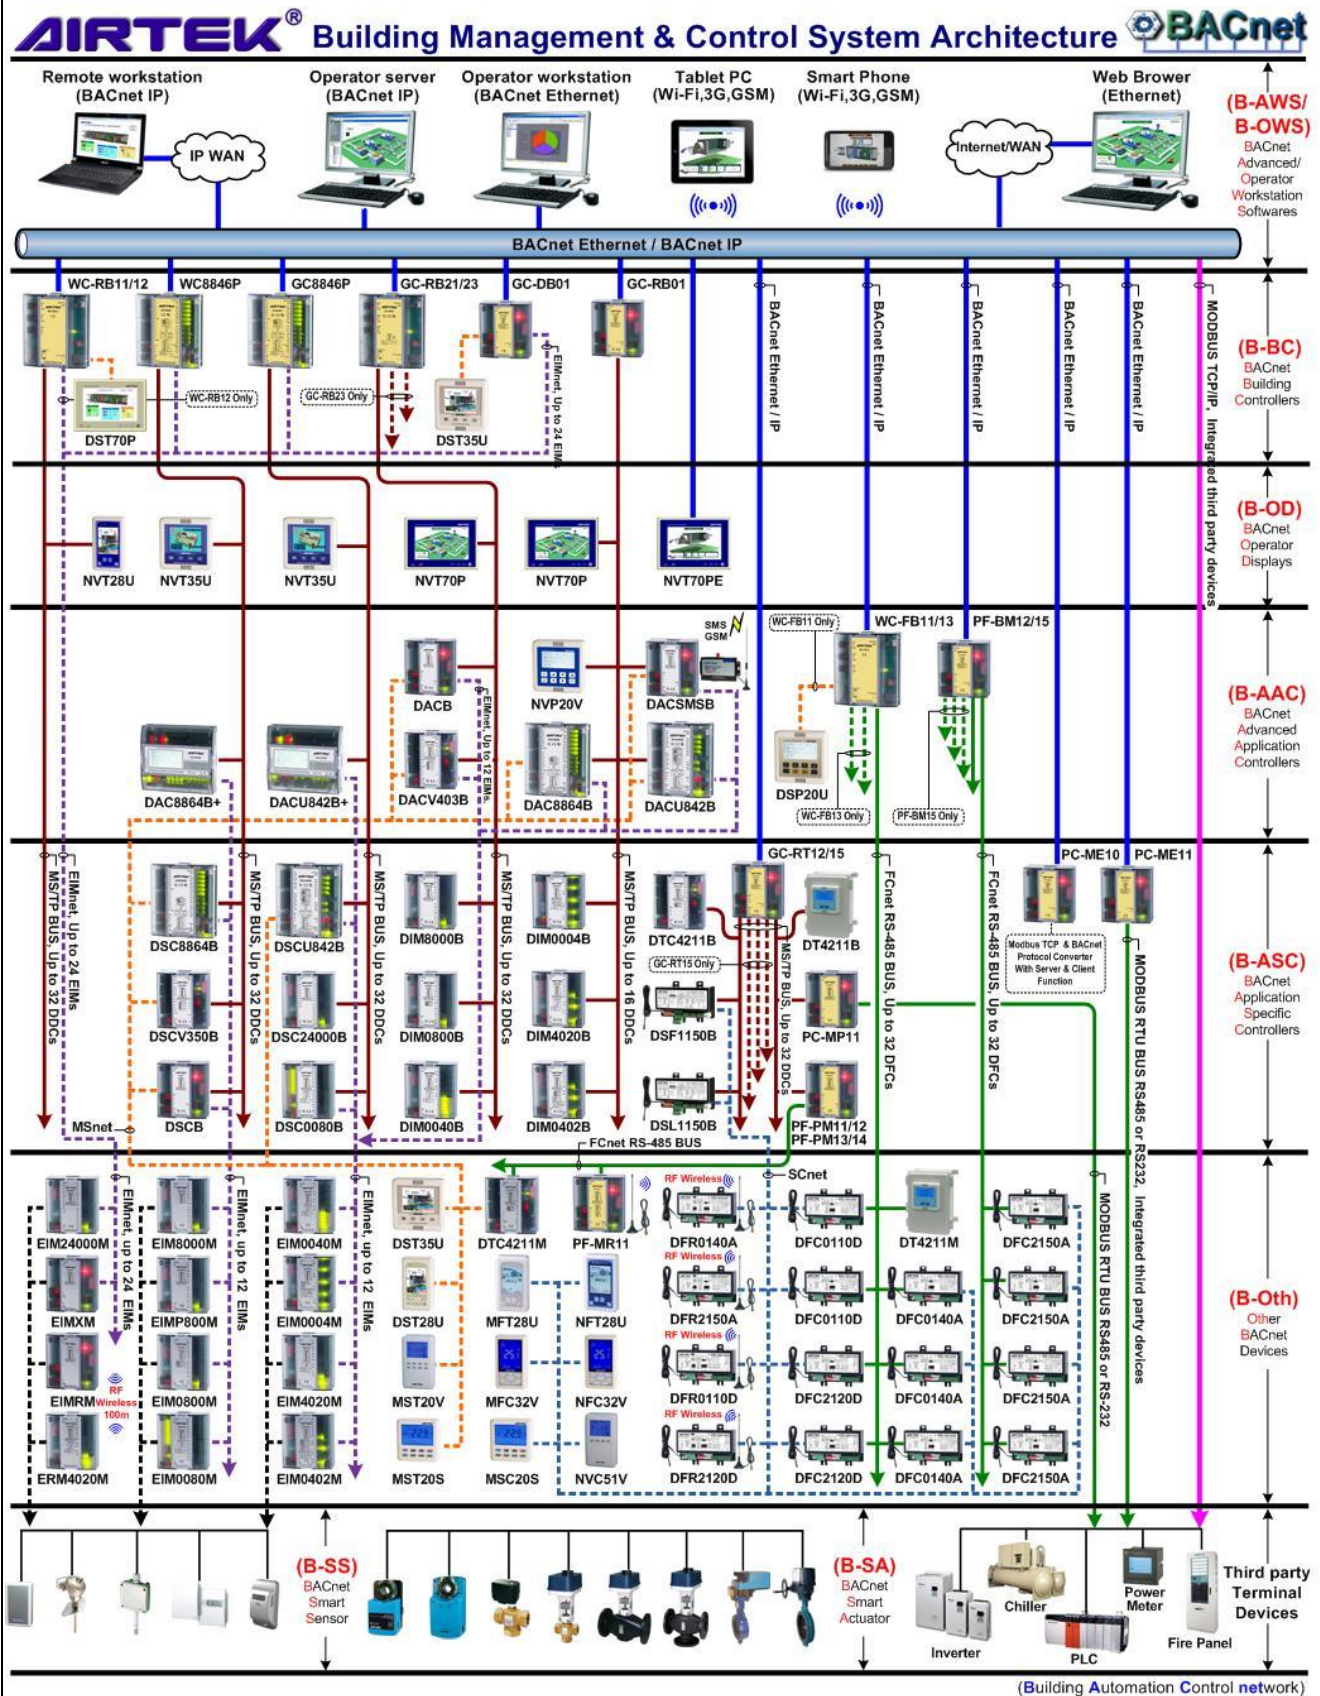 AIRTEK® Building Management & Control System Architecture BACnet
Remote workstation
(BACnet IP)
Operator server
(BACnet IP)
Operator workstation
(BACnet Ethernet)
Tablet PC
(Wi-Fi,3G,GSM)
Smart Phone
(Wi-Fi,3G,GSM)
Web Brower
(Ethernet)
IP WAN
Internet/WAN
(B-AWS/
B-OWS)
BACnet
Advanced/
Operator
Workstation
Softwares
BACnet Ethernet / BACnet IP
WC-RB11/12
WC8846P
GC8846P
GC-RB21/23
GC-DB01
GC-RB01
BACnet Ethernet / IP
BACnet Ethernet / IP
BACnet Ethernet / IP
BACnet Ethernet / IP
BACnet Ethernet / IP
MODBUS TCP/IP, Integrated third party devices
EIMnet, Up to 24 EIMs
WC-RB12 Only
GC-RB23 Only
DST70P
DST35U
(B-BC)
BACnet
Building
Controllers
NVT28U
NVT35U
NVT35U
NVT70P
NVT70P
NVT70PE
(B-OD)
BACnet
Operator
Displays
SMS
GSM
WC-FB11 Only
WC-FB11/13
PF-BM12/15
DACB
NVP20V
DACSMSB
EIMnet, Up to 12 EIMs.
DAC8864B+
DACU842B+
DACV403B
DAC8864B
DACU842B
DSP20U
WC-FB13 Only
PF-BM15 Only
(B-AAC)
BACnet
Advanced
Application
Controllers
GC-RT12/15
PC-ME10
PC-ME11
MS/TP BUS, Up to 32 DDCs
EIMnet, Up to 24 EIMs
MS/TP BUS, Up to 32 DDCs
MS/TP BUS, Up to 32 DDCs
MS/TP BUS, Up to 32 DDCs
MS/TP BUS, Up to 16 DDCs
MS/TP BUS, Up to 32 DDCs
FCnet RS-485 BUS, Up to 32 DFCs
FCnet RS-485 BUS, Up to 32 DFCs
DSC8864B
DSCU842B
DIM8000B
DIM0004B
DTC4211B
DT4211B
GC-RT15 Only
Modbus TCP & BACnet
Protocol Converter
With Server & Client
Function
MODBUS RTU BUS RS485 or RS232, Integrated third party devices
DSCV350B
DSC24000B
DIM0800B
DIM4020B
DSF1150B
PC-MP11
DSCB
DSC0080B
DIM0040B
DIM0402B
DSL1150B
PF-PM11/12
PF-PM13/14
(B-ASC)
BACnet
Application
Specific
Controllers
MSnet
FCnet RS-485 BUS
SCnet
EIMnet, up to 24 EIMs
EIMnet, up to 12 EIMs
EIMnet, up to 12 EIMs
MODBUS RTU BUS RS485 or RS-232
RF Wireless
EIM24000M
EIM8000M
EIM0040M
DST35U
DTC4211M
PF-MR11
DFR0140A
DFC0110D
DT4211M
DFC2150A
RF Wireless
EIMXM
EIMP800M
EIM0004M
DST28U
MFT28U
NFT28U
DFR2150A
DFC0110D
DFC0140A
DFC2150A
RF Wireless
EIMRM
RF
Wireless
100m
EIM0800M
EIM4020M
MST20V
MFC32V
NFC32V
DFR0110D
DFC2120D
DFC0140A
DFC2150A
RF Wireless
ERM4020M
EIM0080M
EIM0402M
MST20S
MSC20S
NVC51V
DFR2120D
DFC2120D
DFC0140A
DFC2150A
(B-Oth)
Other
BACnet
Devices
(B-SS)
BACnet
Smart
Sensor
(B-SA)
BACnet
Smart
Actuator
Inverter
Chiller
PLC
Power
Meter
Fire Panel
Third party
Terminal
Devices
(Building Automation Control network)